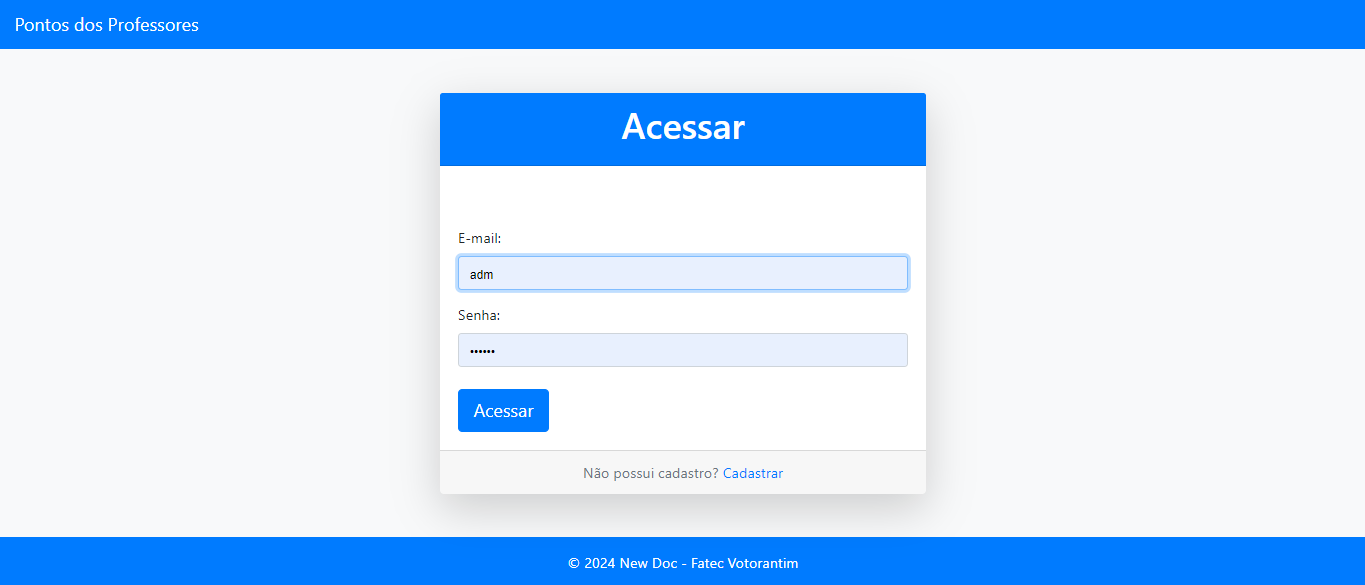 Pontos dos Professores
Acessar
E-mail:
adm
Senha:
••••••
Acessar
Não possui cadastro? Cadastrar
© 2024 New Doc - Fatec Votorantim